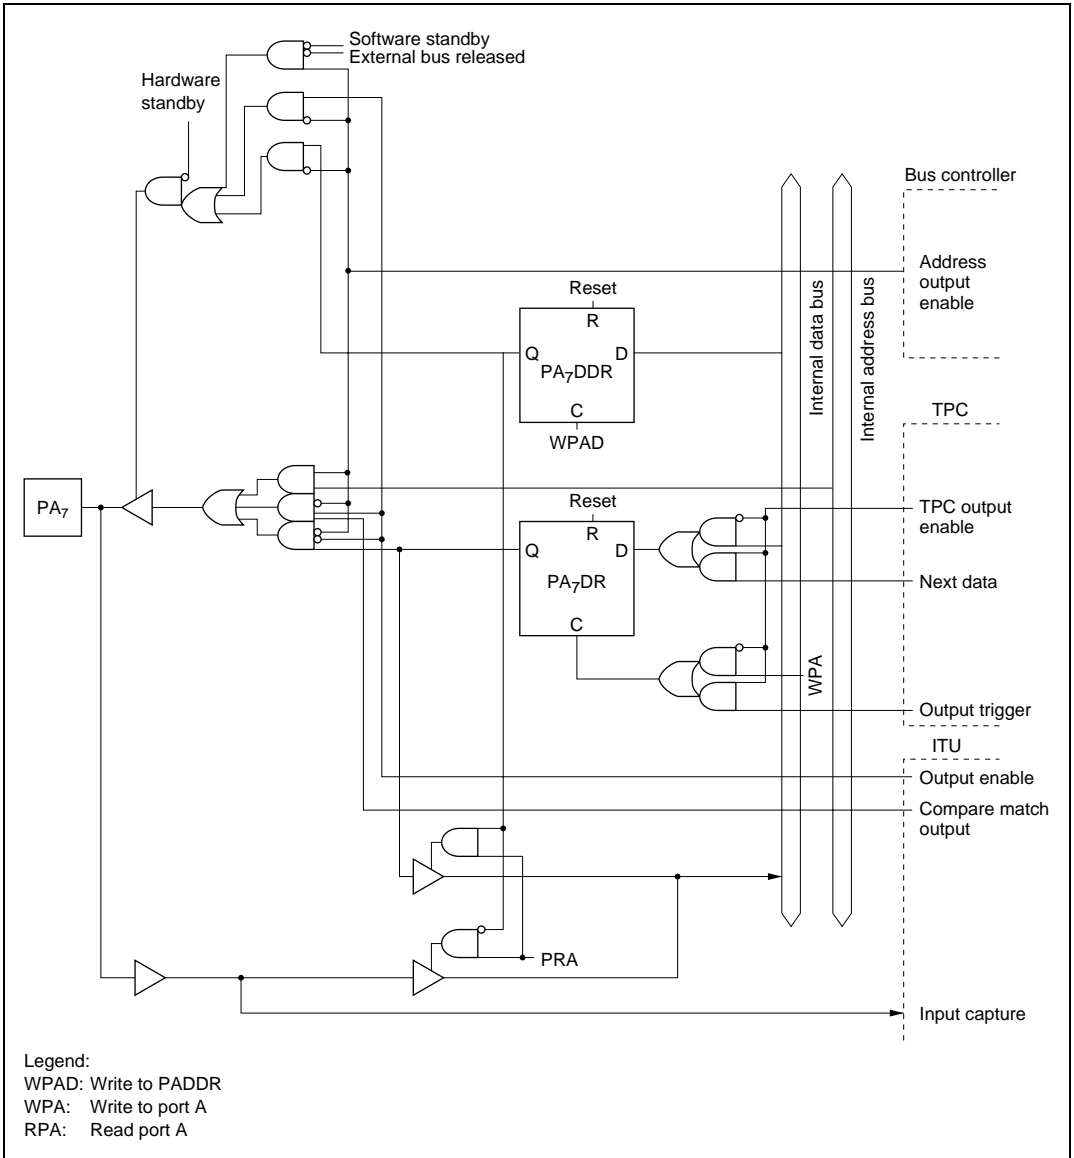 Software standby
External bus released
Hardware
standby
Bus controller
Address
output
enable
Reset
R
Q
D
PA7DDR
C
WPAD
Internal data bus
Internal address bus
TPC
PA7
Reset
R
Q
D
PA7DR
C
TPC output
enable
Next data
WPA
Output trigger
ITU
Output enable
Compare match
output
PRA
Input capture
Legend:
WPAD: Write to PADDR
WPA: Write to port A
RPA: Read port A